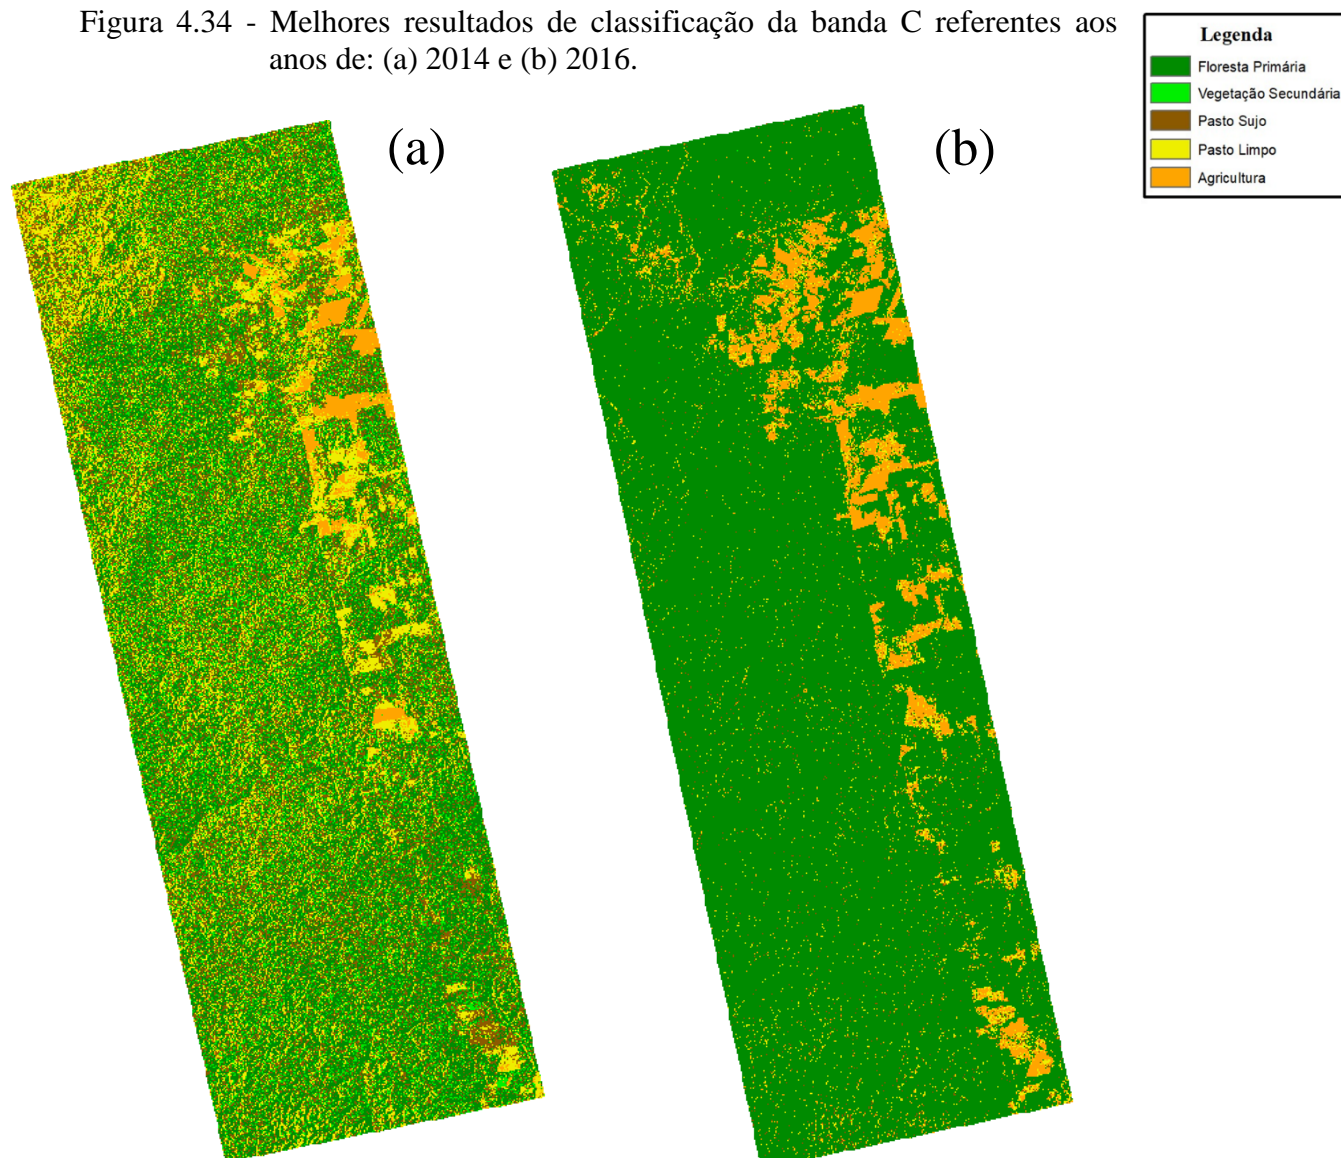 Figura 4.34 - Melhores resultados de classificação da banda C referentes aos
anos de: (a) 2014 e (b) 2016.
Legenda
Floresta Primária
Vegetação Secundária
Pasto Sujo
Pasto Limpo
Agricultura
(a)
(b)